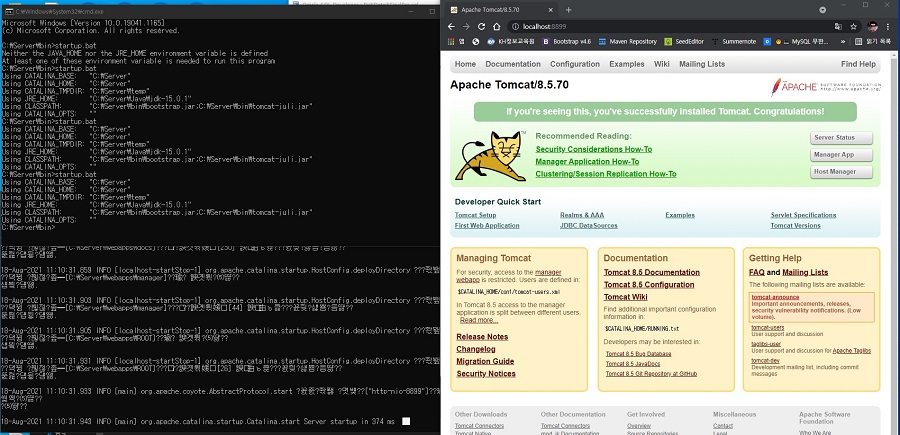 C:\Windows\System32\cmd.exe
Microsoft Windows [Version 10.0.19041.1165]
(c) Microsoft Corporation. All rights reserved.
C:₩Server₩bin>startup.bat
Neither the JAVA_HOME nor the JRE_HOME environment variable is defined
At least one of these environment variable is needed to run this program
C:₩Server₩bin>startup.bat
Using CATALINA_BASE: "C:₩Server"
Using CATALINA_HOME: "C:₩Server"
Using CATALINA_TMPDIR: "C:₩Server₩temp"
Using JRE_HOME: "C:₩Server₩Java₩jdk-15.0.1"
Using CLASSPATH: "C:₩Server₩bin₩bootstrap.jar;C:₩Server₩bin₩tomcat-juli.jar"
Using CATALINA_OPTS:
C:₩Server₩bin>startup.bat
Using CATALINA_BASE: "C:₩Server"
Using CATALINA_HOME: "C:₩Server"
Using CATALINA_TMPDIR: "C:₩Server₩temp"
Using JRE_HOME: "C:₩Server₩Java₩jdk-15.0.1"
Using CLASSPATH: "C:₩Server₩bin₩bootstrap.jar;C:₩Server₩bin₩tomcat-juli.jar"
Using CATALINA_OPTS: ""
C:₩Server₩bin>startup.bat
Using CATALINA_BASE: "C:₩Server"
Using CATALINA_HOME: "C:₩Server"
Using CATALINA_TMPDIR: "C:₩Server₩temp"
Using JRE_HOME: "C:₩Server₩Java₩jdk-15.0.1"
Using CLASSPATH: "C:₩Server₩bin₩bootstrap.jar;C:₩Server₩bin₩tomcat-juli.jar"
Using CATALINA_OPTS: ""
C:₩Server₩bin>
18-Aug-2021 11:10:31.859 INFO [localhost-startStop-1] org.apache.catalina.startup.HostConfig.deployDirectory
18-Aug-2021 11:10:31.903 INFO [localhost-startStop-1] org.apache.catalina.startup.HostConfig.deployDirectory
18-Aug-2021 11:10:31.905 INFO [localhost-startStop-1] org.apache.catalina.startup.HostConfig.deployDirectory
18-Aug-2021 11:10:31.931 INFO [localhost-startStop-1] org.apache.catalina.startup.HostConfig.deployDirectory
18-Aug-2021 11:10:31.933 INFO [main] org.apache.coyote.AbstractProtocol.start ["http-nio-8899"]
18-Aug-2021 11:10:31.943 INFO [main] org.apache.catalina.startup.Catalina.start Server startup in 374 ms
Apache Tomcat/8.5.70
localhost:8899
앱 KH정보교육원 Bootstrap v4.6 Maven Repository SeedEditor Summernote MySQL 무한... 읽기 목록
Home Documentation Configuration Examples Wiki Mailing Lists Find Help
Apache Tomcat/8.5.70
APACHE SOFTWARE FOUNDATION
http://www.apache.org/
If you're seeing this, you've successfully installed Tomcat. Congratulations!
Recommended Reading:
Security Considerations How-To
Manager Application How-To
Clustering/Session Replication How-To
Server Status
Manager App
Host Manager
Developer Quick Start
Tomcat Setup Realms & AAA Examples Servlet Specifications
First Web Application JDBC DataSources Tomcat Versions
Managing Tomcat
For security, access to the manager
webapp is restricted. Users are defined in:
$CATALINA_HOME/conf/tomcat-users.xml
In Tomcat 8.5 access to the manager
application is split between different users.
Read more...
Release Notes
Changelog
Migration Guide
Security Notices
Documentation
Tomcat 8.5 Documentation
Tomcat 8.5 Configuration
Tomcat Wiki
Find additional important configuration
information in:
$CATALINA_HOME/RUNNING.txt
Developers may be interested in:
Tomcat 8.5 Bug Database
Tomcat 8.5 JavaDocs
Tomcat 8.5 Git Repository at GitHub
Getting Help
FAQ and Mailing Lists
The following mailing lists are available:
tomcat-announce
Important announcements, releases,
security vulnerability notifications. (Low
volume).
tomcat-users
User support and discussion
taglibs-user
User support and discussion for Apache Taglibs
tomcat-dev
Development mailing list, including commit
messages
Other Downloads Other Documentation Get Involved Miscellaneous Apache Software
Foundation
Tomcat Connectors Tomcat Connectors Overview Contact
Tomcat Native mod_jk Documentation Source Repositories Legal Who We Are